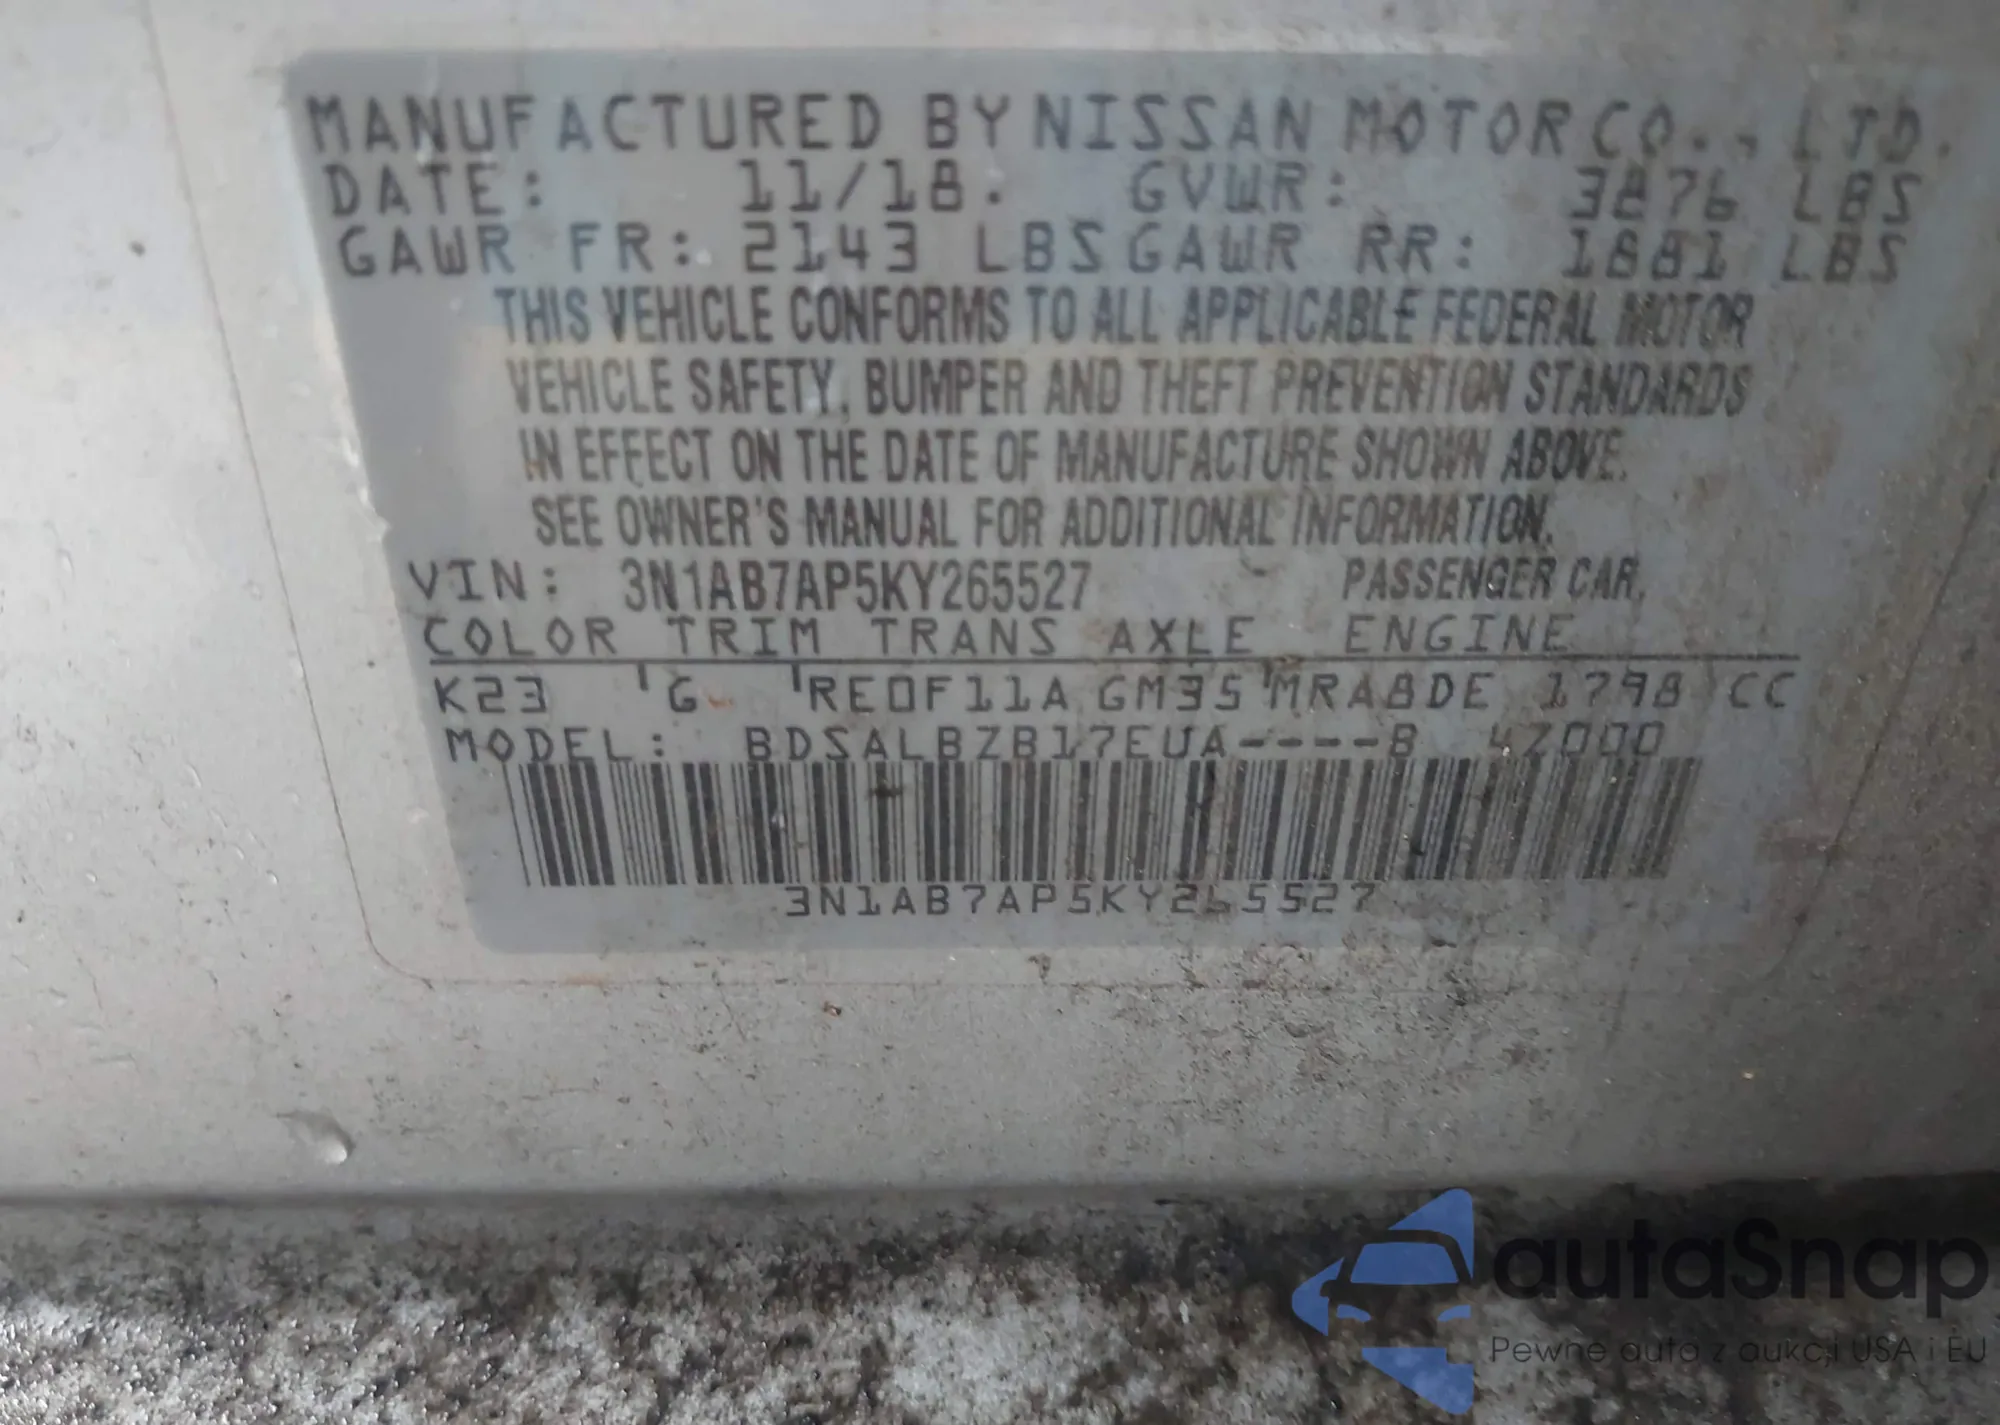 MANUFACTURED BY NISSAN MOTOR CO., LTD.
DATE: 11/18. GVWR: 3876 LBS
GAWR FR: 2143 LBS GAWR RR: 1881 LBS
THIS VEHICLE CONFORMS TO ALL APPLICABLE FEDERAL MOTOR
VEHICLE SAFETY, BUMPER AND THEFT PREVENTION STANDARDS
IN EFFECT ON THE DATE OF MANUFACTURE SHOWN ABOVE.
SEE OWNER'S MANUAL FOR ADDITIONAL INFORMATION.
VIN: 3N1AB7AP5KY265527 PASSENGER CAR.
COLOR TRIM TRANS AXLE ENGINE
K23 G RE0F11A GM35 MRA8DE 1798 CC
MODEL: BDSALBZB17EUA----B 4Z000
3N1AB7AP5KY265527
autaSnap
Pewne auta z aukcji USA i EU